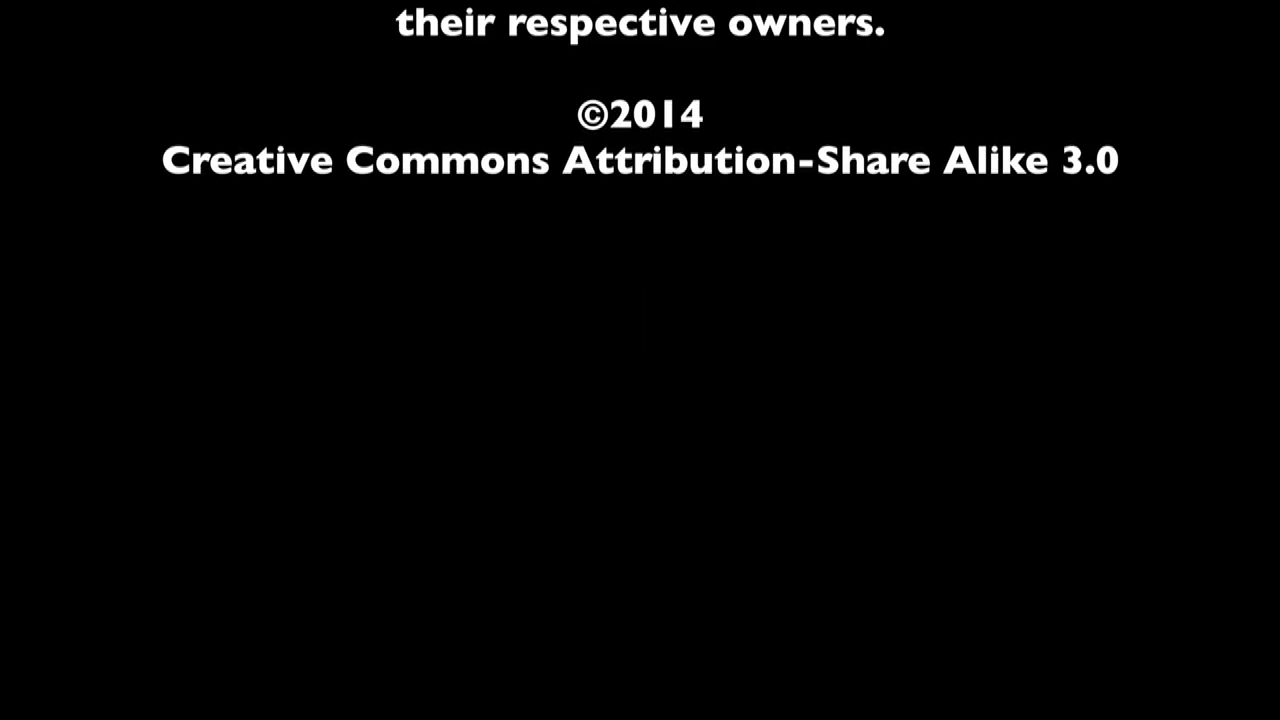 their respective owners.
©2014
Creative Commons Attribution-Share Alike 3.0